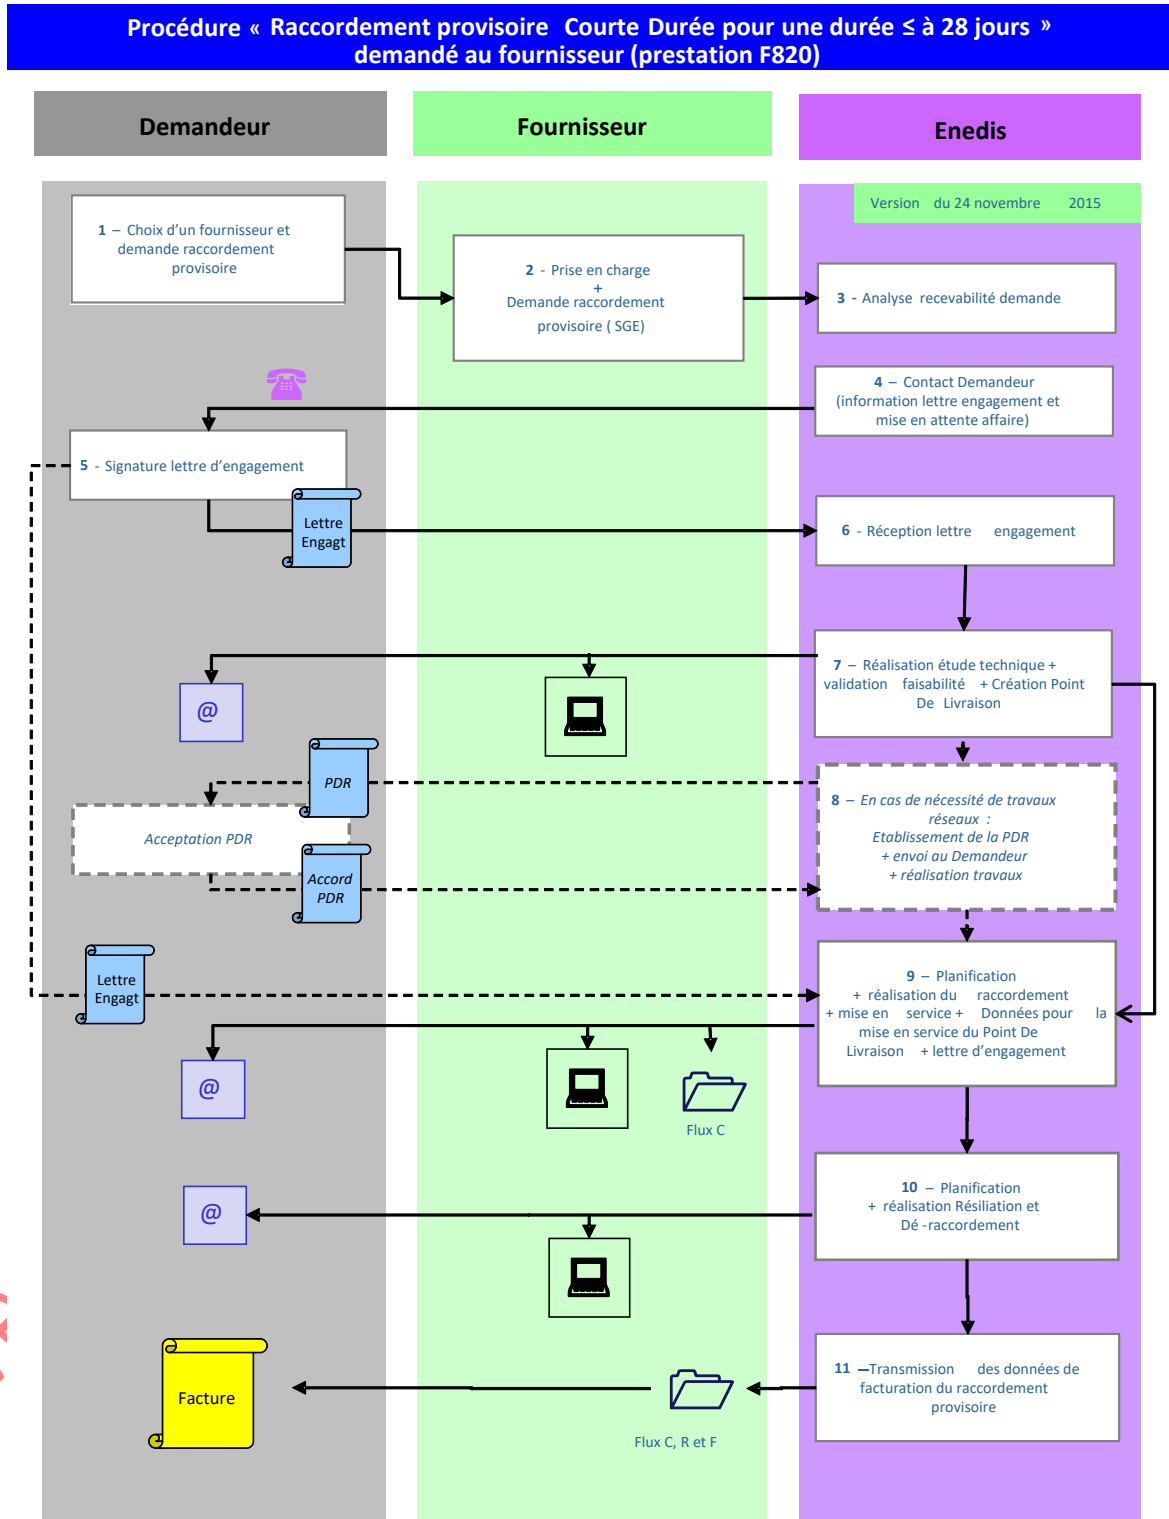 Procédure « Raccordement provisoire Courte Durée pour une durée ≤ à 28 jours »
demandé au fournisseur (prestation F820)
Demandeur
Fournisseur
Enedis
Version du 24 novembre 2015
1 – Choix d'un fournisseur et
demande raccordement
provisoire
2 - Prise en charge
+
Demande raccordement
provisoire ( SGE)
3 - Analyse recevabilité demande
4 – Contact Demandeur
(information lettre engagement et
mise en attente affaire)
5 - Signature lettre d'engagement
Lettre
Engagt
6 - Réception lettre engagement
7 – Réalisation étude technique +
validation faisabilité + Création Point
De Livraison
@
PDR
8 – En cas de nécessité de travaux
réseaux :
Etablissement de la PDR
+ envoi au Demandeur
+ réalisation travaux
Acceptation PDR
Accord
PDR
Lettre
Engagt
9 – Planification
+ réalisation du raccordement
+ mise en service + Données pour la
mise en service du Point De
Livraison + lettre d'engagement
@
Flux C
10 – Planification
+ réalisation Résiliation et
Dé -raccordement
@
11 –Transmission des données de
facturation du raccordement
provisoire
Facture
Flux C, R et F